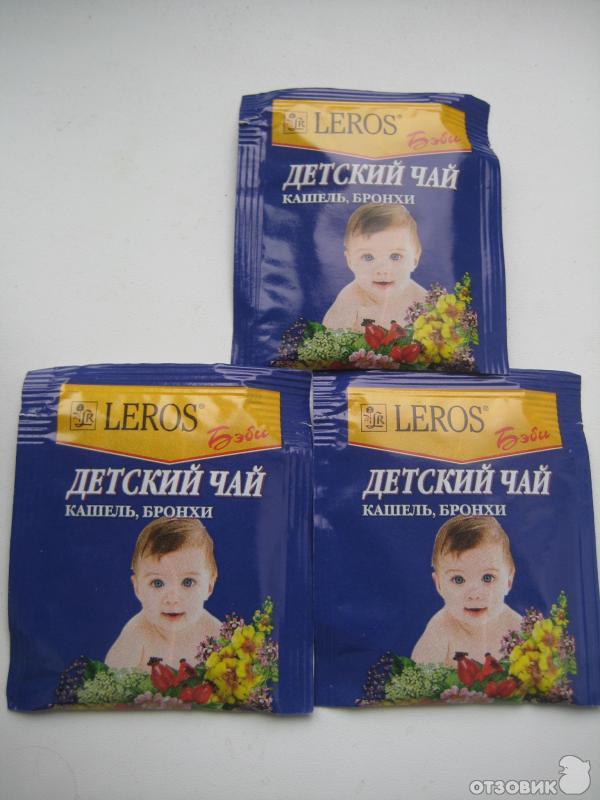 LEROS®
Бэби
ДЕТСКИЙ ЧАЙ
КАШЕЛЬ, БРОНХИ
LEROS®
Бэби
ДЕТСКИЙ ЧАЙ
КАШЕЛЬ, БРОНХИ
LEROS®
Бэби
ДЕТСКИЙ ЧАЙ
КАШЕЛЬ, БРОНХИ
ОТЗОВИК